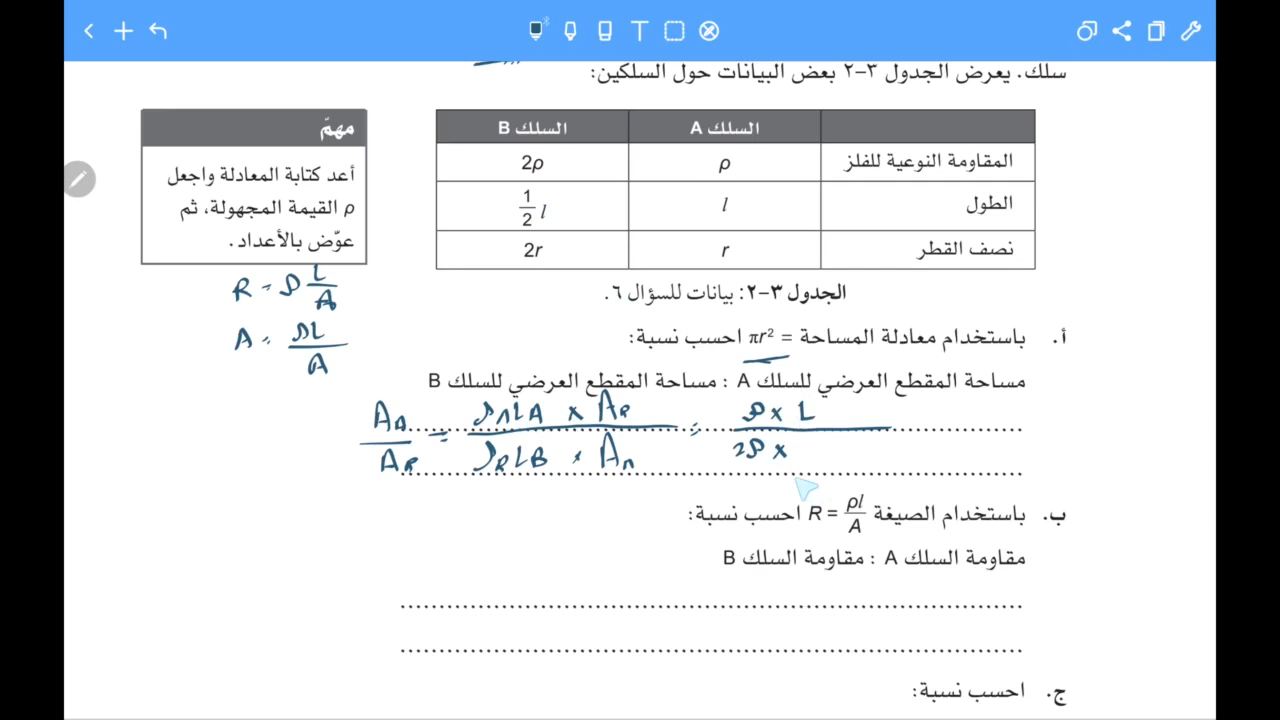 سلك. يعرض الجدول ٣-٢ بعض البيانات حول السلكين:
السلك A السلك B
المقاومة النوعية للفلز ρ 2ρ
الطول l 1/2 l
نصف القطر r 2r
الجدول ٣-٢: بيانات للسؤال ٦.
مهمّ
أعد كتابة المعادلة واجعل
ρ القيمة المجهولة، ثم
عوّض بالأعداد.
R = ρ L/A
A = ρL/A
أ. باستخدام معادلة المساحة = πr² احسب نسبة:
مساحة المقطع العرضي للسلك A : مساحة المقطع العرضي للسلك B
ρ × L
2ρ ×
ب. باستخدام الصيغة R = ρl/A احسب نسبة:
مقاومة السلك A : مقاومة السلك B
ج. احسب نسبة: